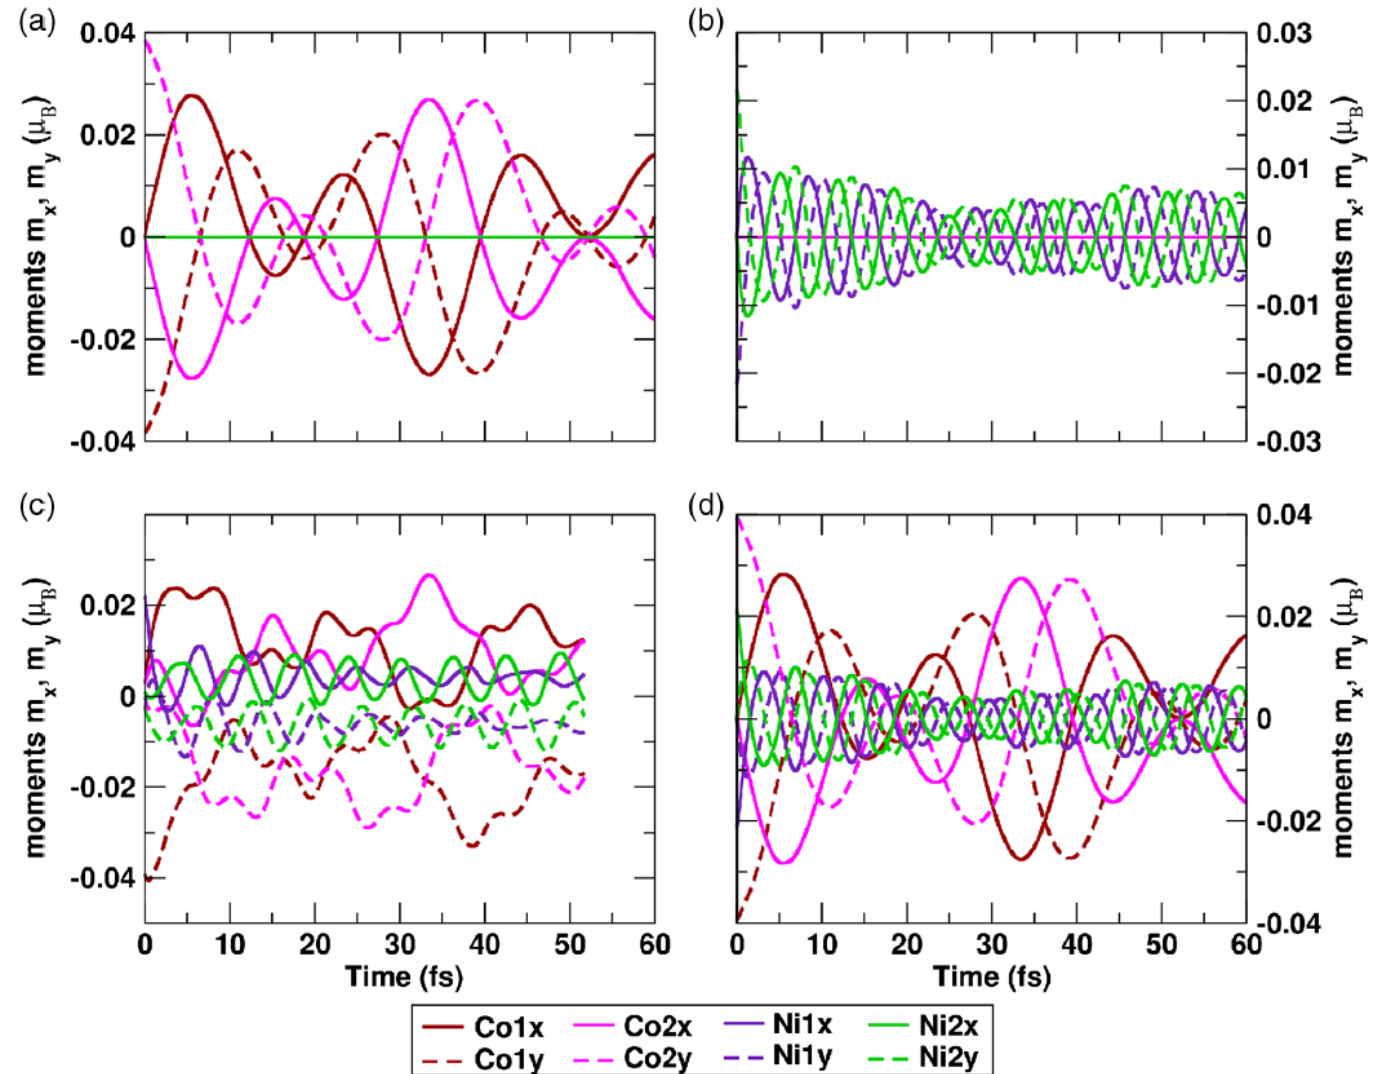 (a)
(b)
0.04
0.02
0
-0.02
-0.04
moments m_x, m_y (μ_B)
0.03
0.02
0.01
0
-0.01
-0.02
-0.03
moments m_x, m_y (μ_B)
(c)
(d)
0.02
0
-0.02
-0.04
moments m_x, m_y (μ_B)
0.04
0.02
0
-0.02
-0.04
moments m_x, m_y (μ_B)
0 10 20 30 40 50 60
Time (fs)
0 10 20 30 40 50 60
Time (fs)
Co1x Co2x Ni1x Ni2x
Co1y Co2y Ni1y Ni2y